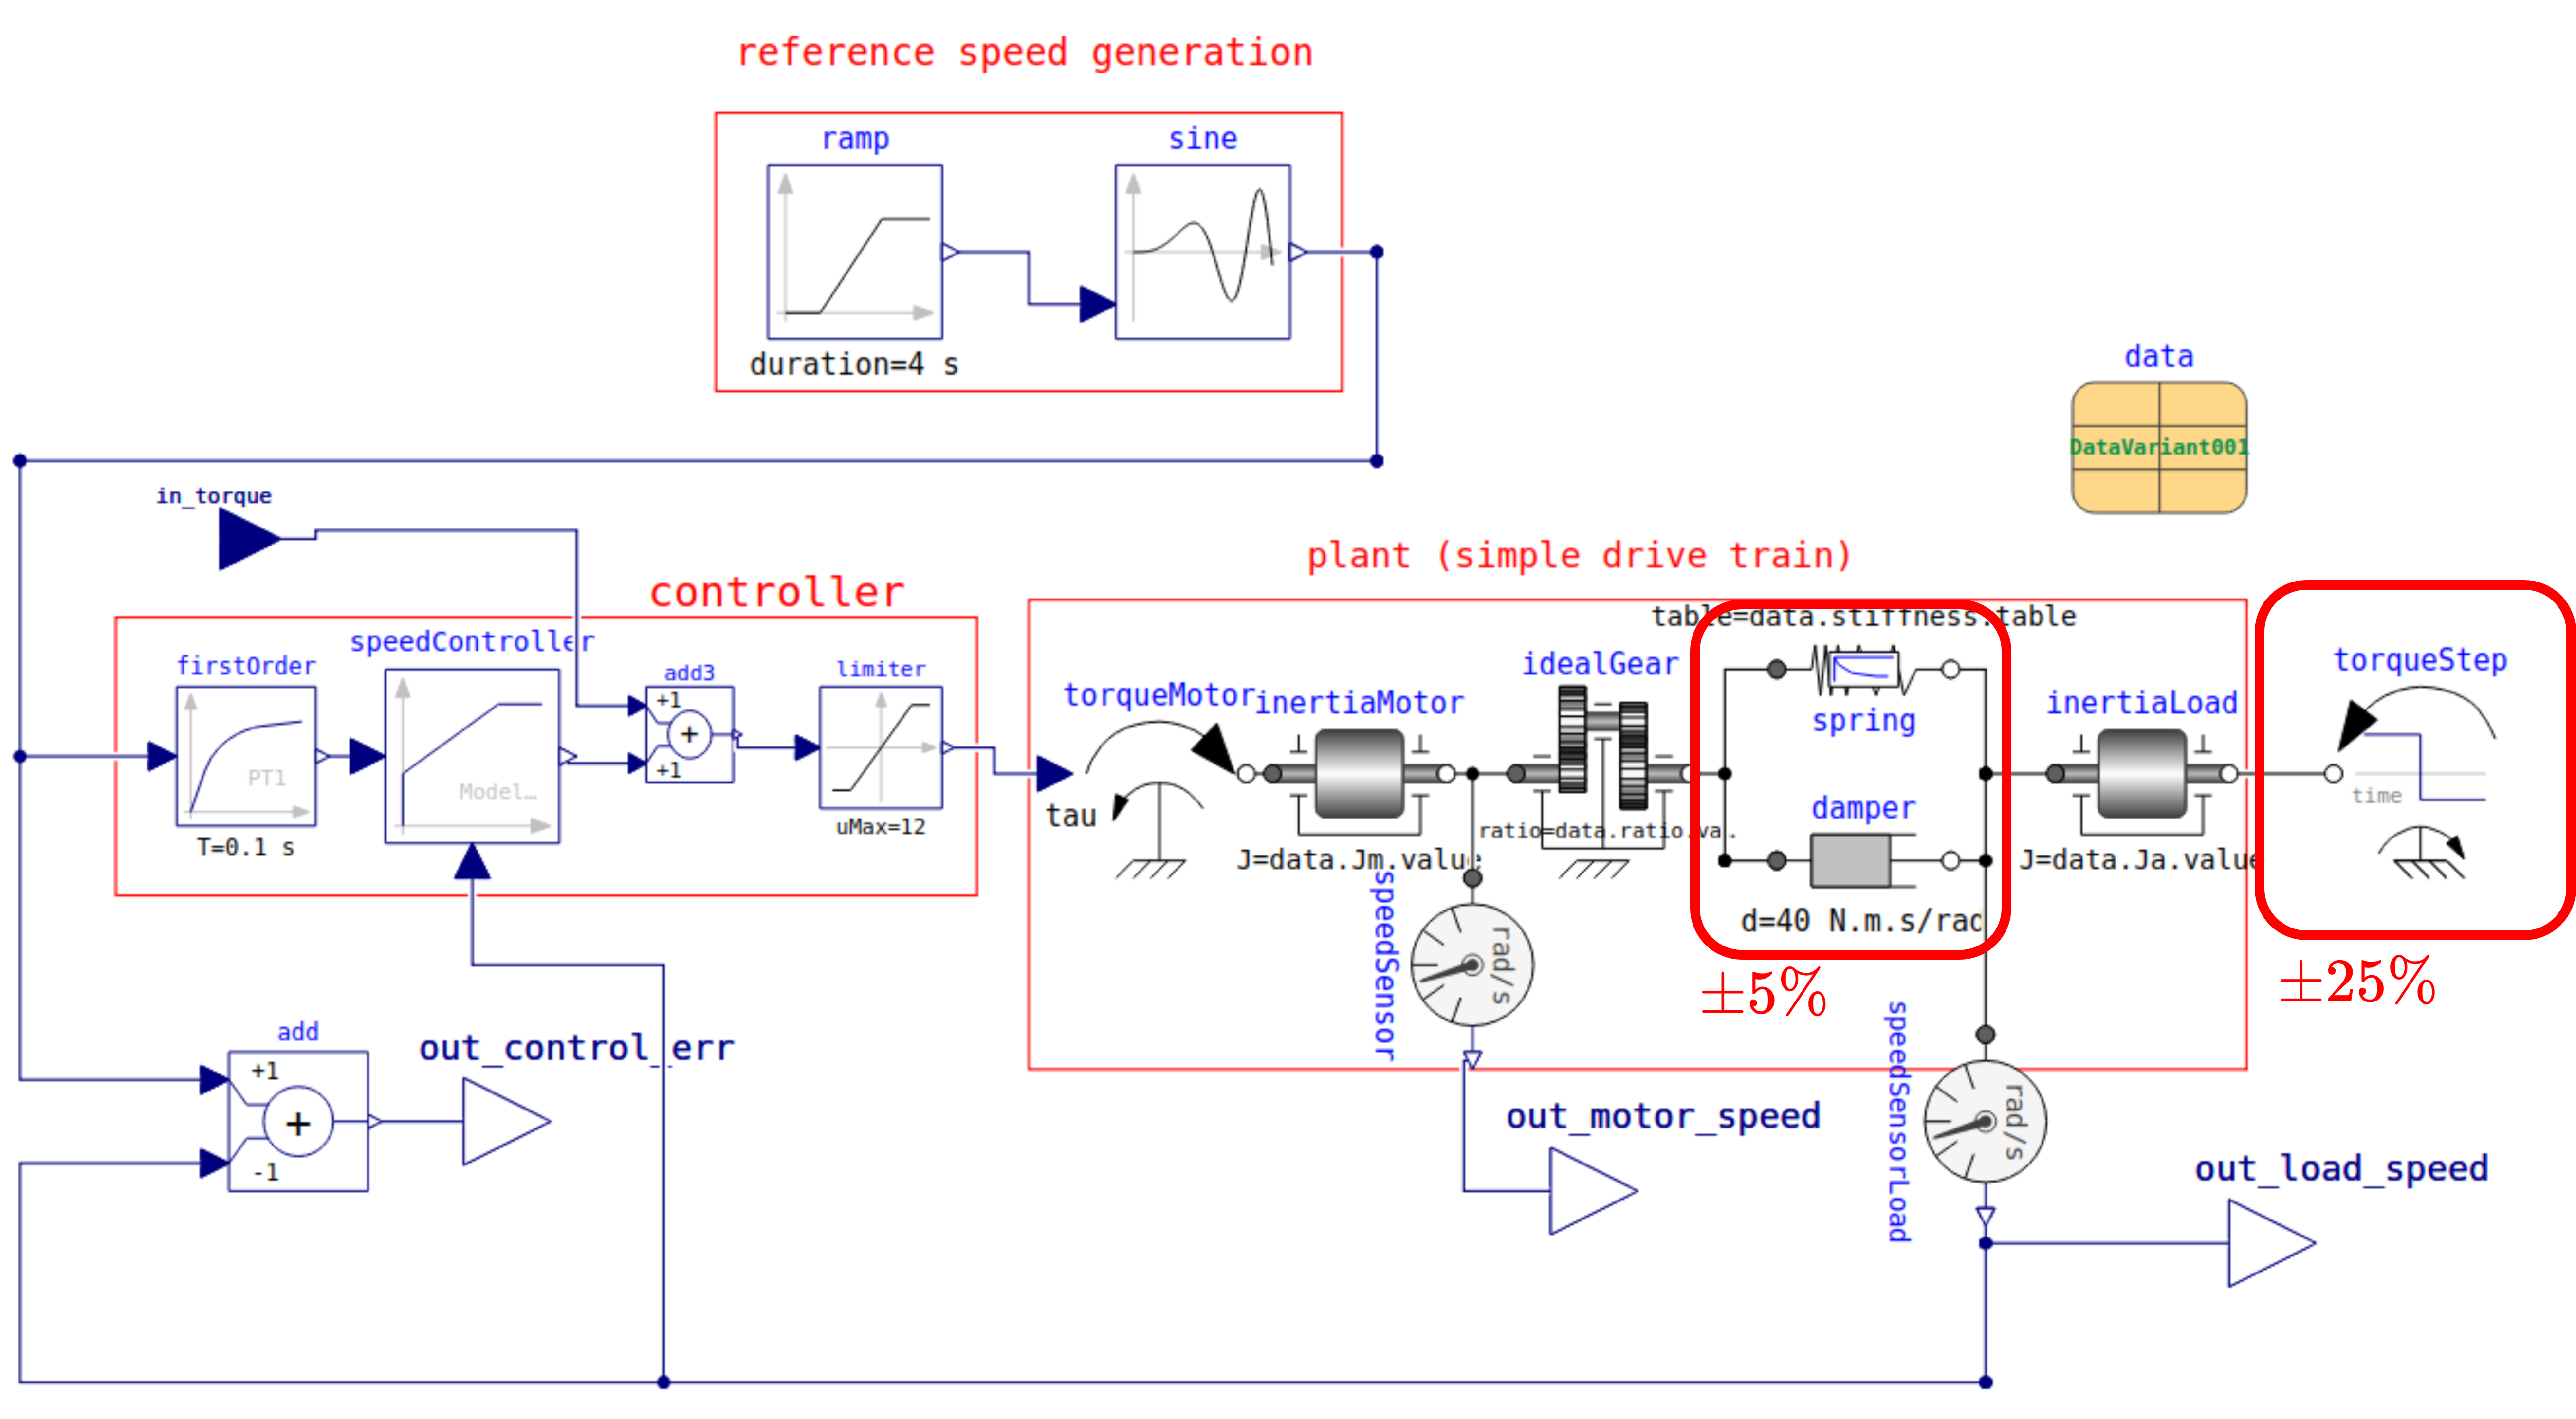 reference speed generation
ramp
sine
duration=4 s
data
DataVariant001
in_torque
controller
plant (simple drive train)
firstOrder
PT1
T=0.1 s
speedController
Model…
add3
+1
+
+1
limiter
uMax=12
tau
torqueMotor
inertiaMotor
J=data.Jm.value
idealGear
ratio=data.ratio.va.
table=data.stiffness.table
spring
damper
d=40 N.m.s/rad
±5%
inertiaLoad
J=data.Ja.value
torqueStep
time
±25%
speedSensor
rad/s
speedSensorLoad
rad/s
add
+1
+
-1
out_control_err
out_motor_speed
out_load_speed